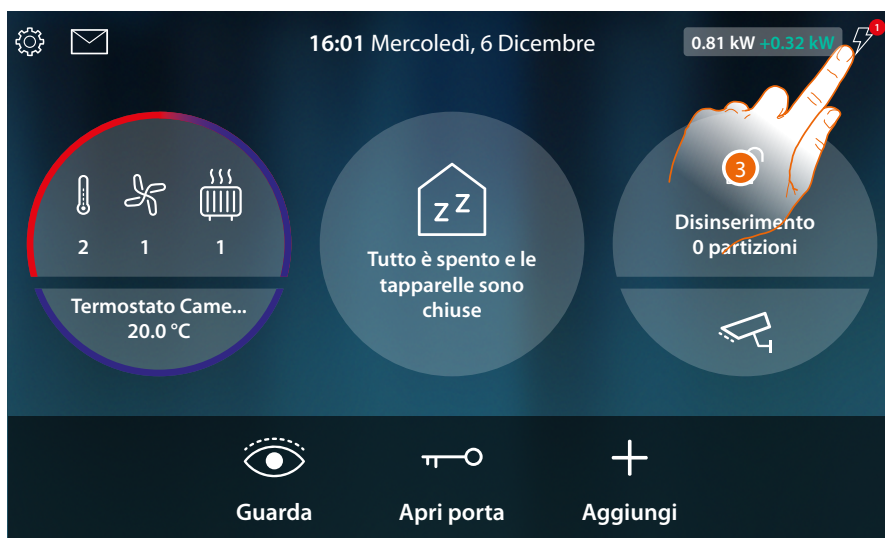 16:01 Mercoledì, 6 Dicembre
0.81 kW +0.32 kW
1
2 1 1
Termostato Came...
20.0 °C
z Z
Tutto è spento e le
tapparelle sono
chiuse
3
Disinserimento
0 partizioni
Guarda
Apri porta
Aggiungi